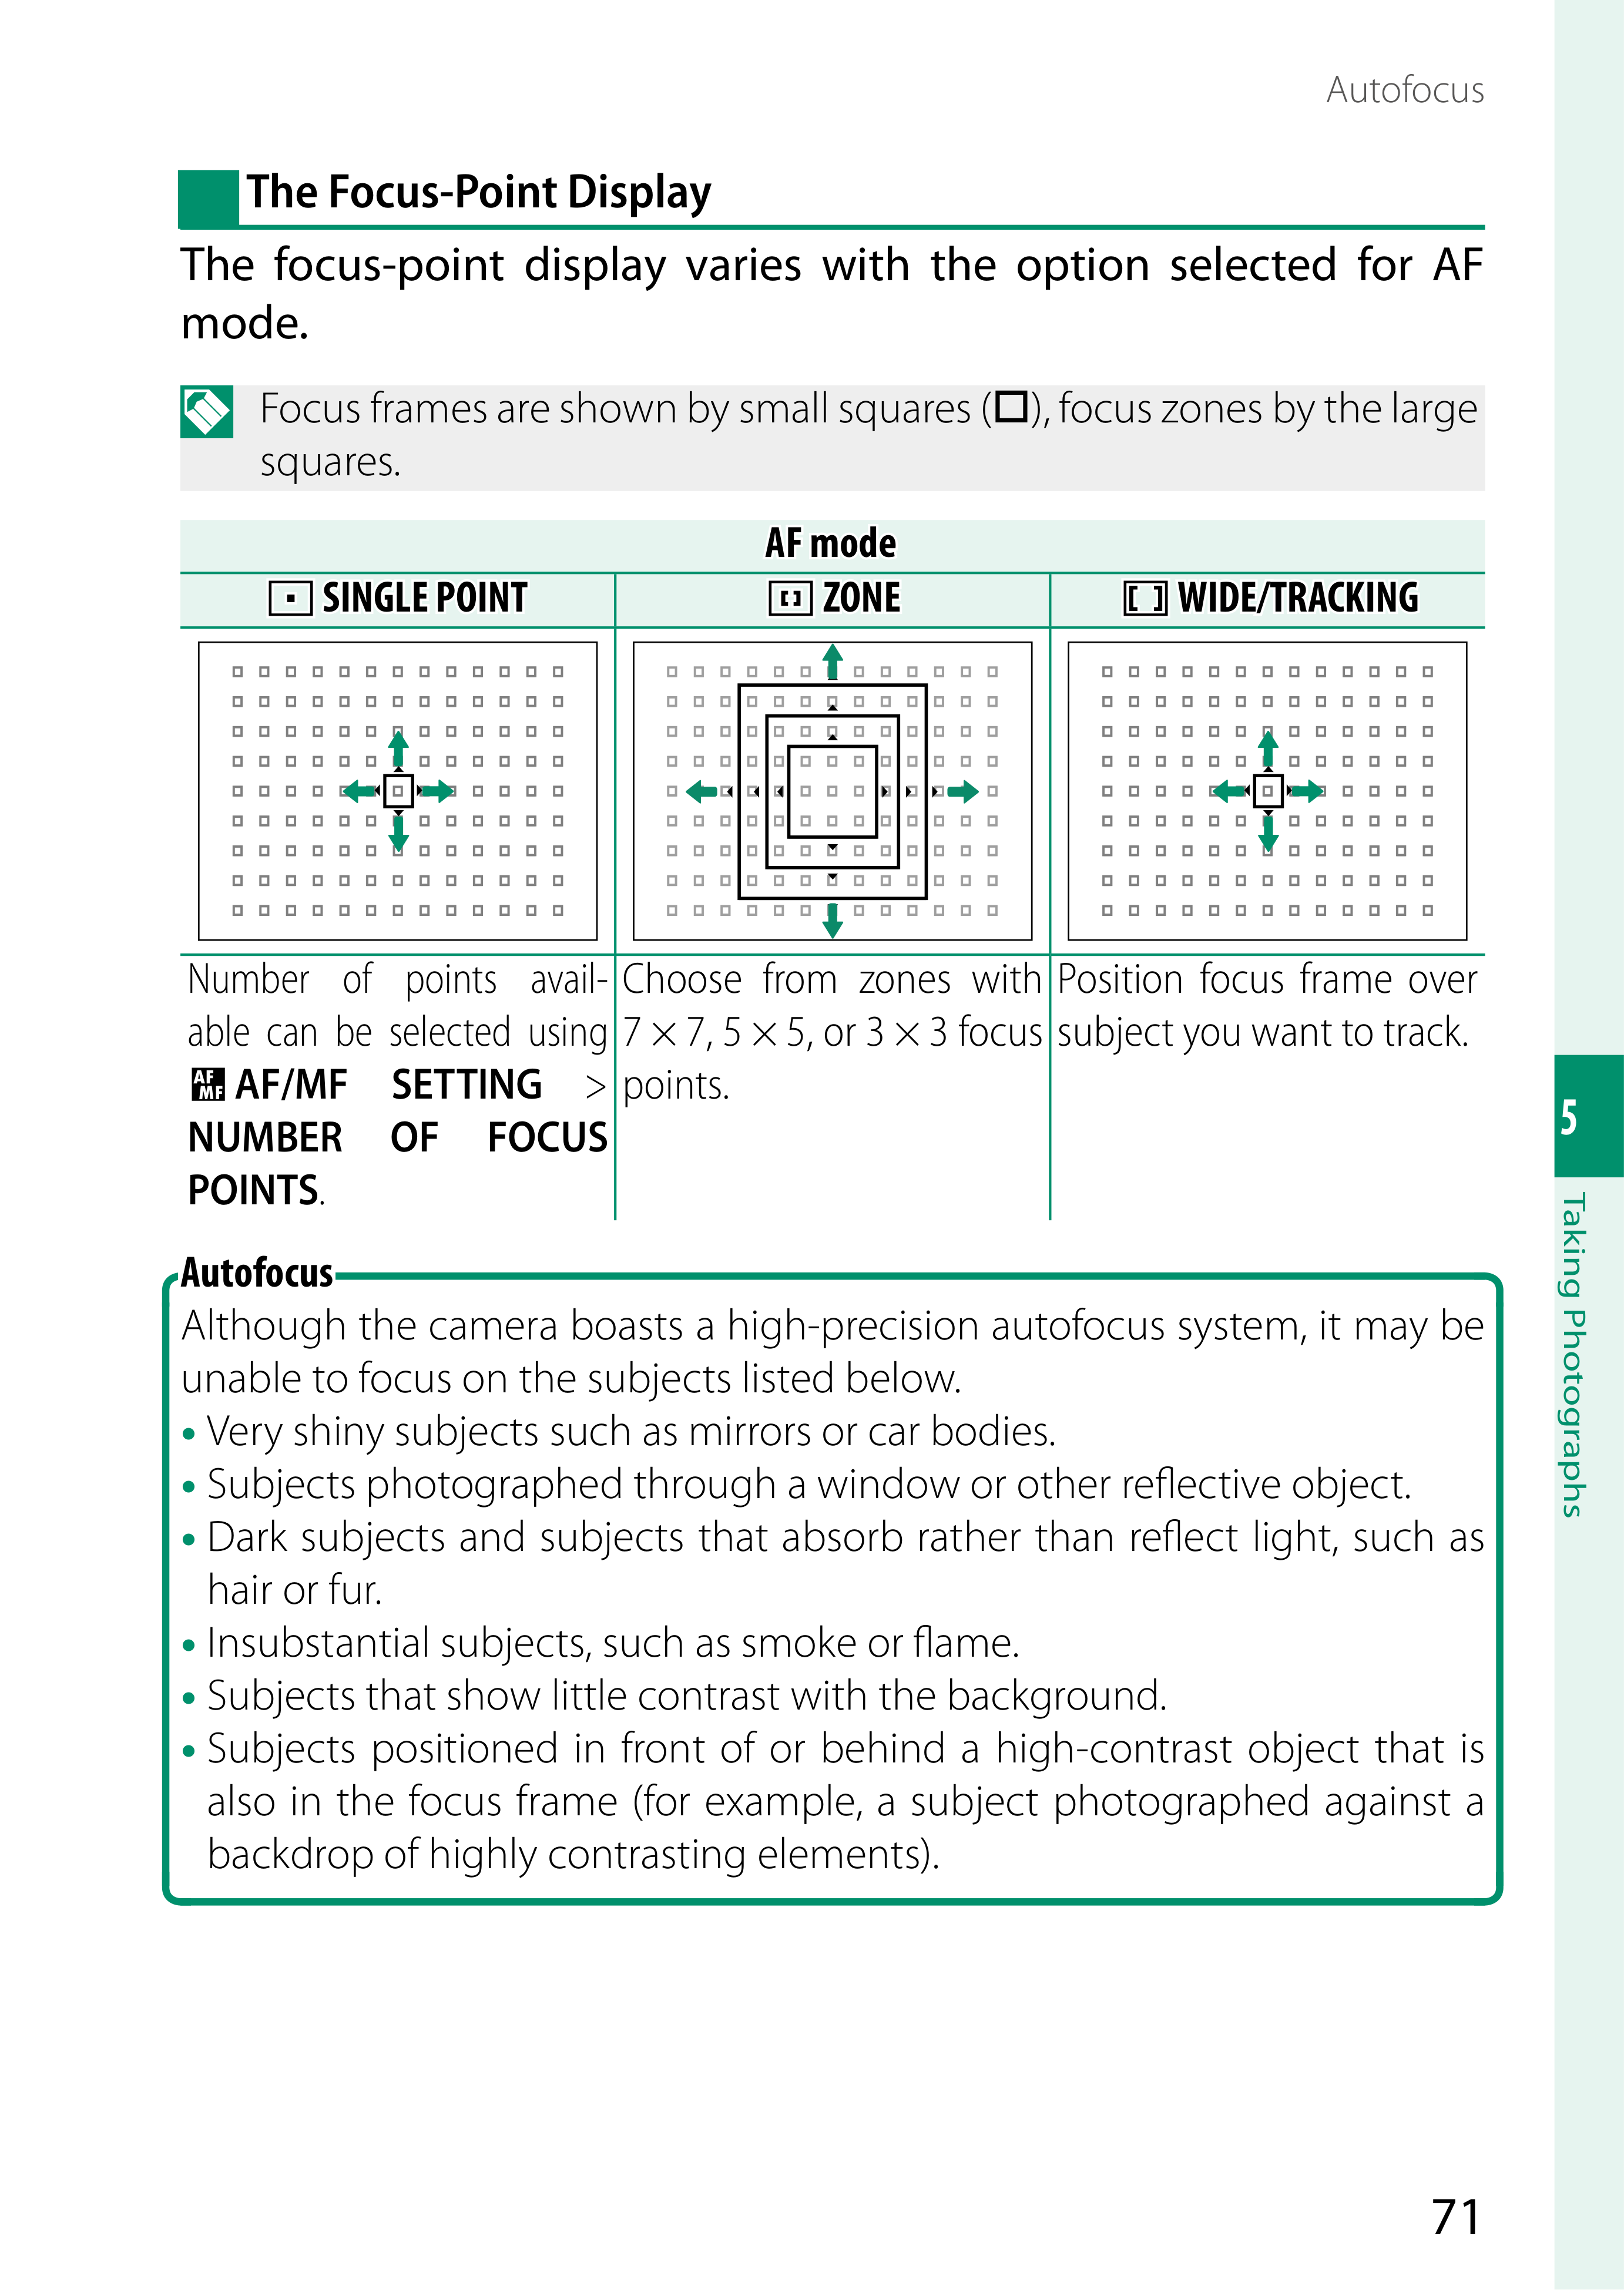 Autofocus
The Focus-Point Display
The focus-point display varies with the option selected for AF
mode.
Focus frames are shown by small squares (□), focus zones by the large
squares.
AF mode
SINGLE POINT
ZONE
WIDE/TRACKING
Number of points avail-
able can be selected using
AF MF AF/MF SETTING >
NUMBER OF FOCUS
POINTS.
Choose from zones with
7 × 7, 5 × 5, or 3 × 3 focus
points.
Position focus frame over
subject you want to track.
Autofocus
Although the camera boasts a high-precision autofocus system, it may be
unable to focus on the subjects listed below.
• Very shiny subjects such as mirrors or car bodies.
• Subjects photographed through a window or other reflective object.
• Dark subjects and subjects that absorb rather than reflect light, such as
hair or fur.
• Insubstantial subjects, such as smoke or flame.
• Subjects that show little contrast with the background.
• Subjects positioned in front of or behind a high-contrast object that is
also in the focus frame (for example, a subject photographed against a
backdrop of highly contrasting elements).
5
Taking Photographs
71